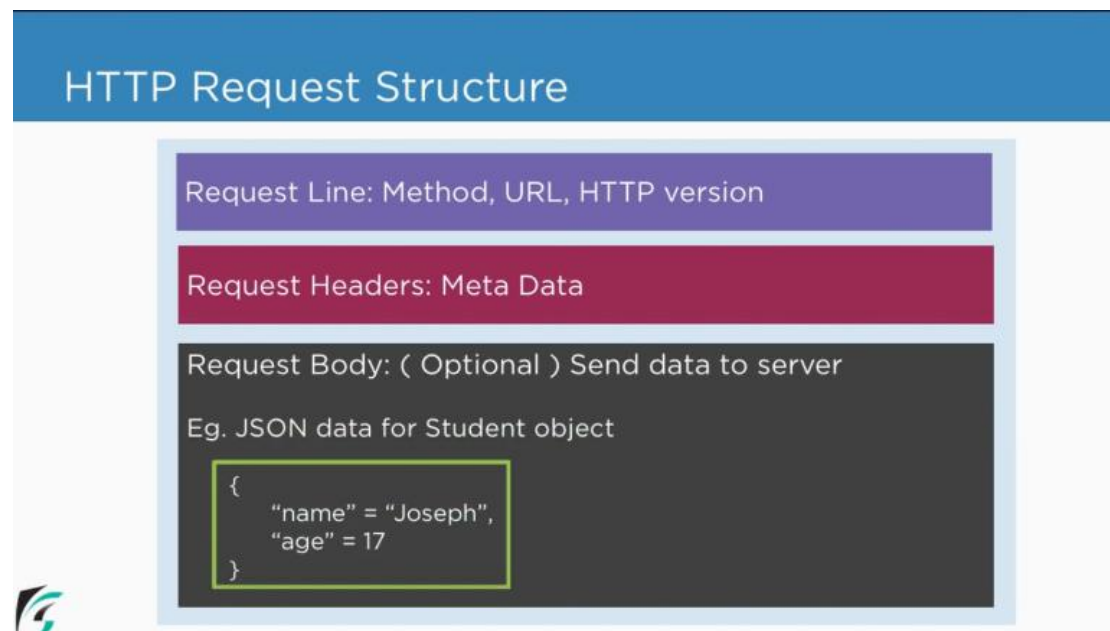 HTTP Request Structure
Request Line: Method, URL, HTTP version
Request Headers: Meta Data
Request Body: ( Optional ) Send data to server
Eg. JSON data for Student object
{
“name” = “Joseph”,
“age” = 17
}